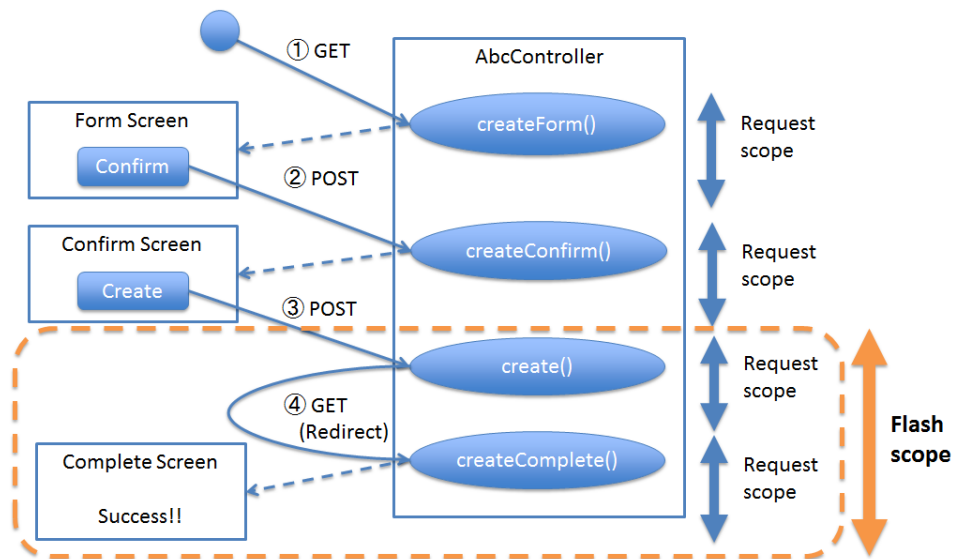 ① GET
AbcController
createForm()
Request
scope
Form Screen
Confirm
② POST
createConfirm()
Request
scope
Confirm Screen
Create
③ POST
create()
Request
scope
④ GET
(Redirect)
createComplete()
Request
scope
Complete Screen
Success!!
Flash
scope